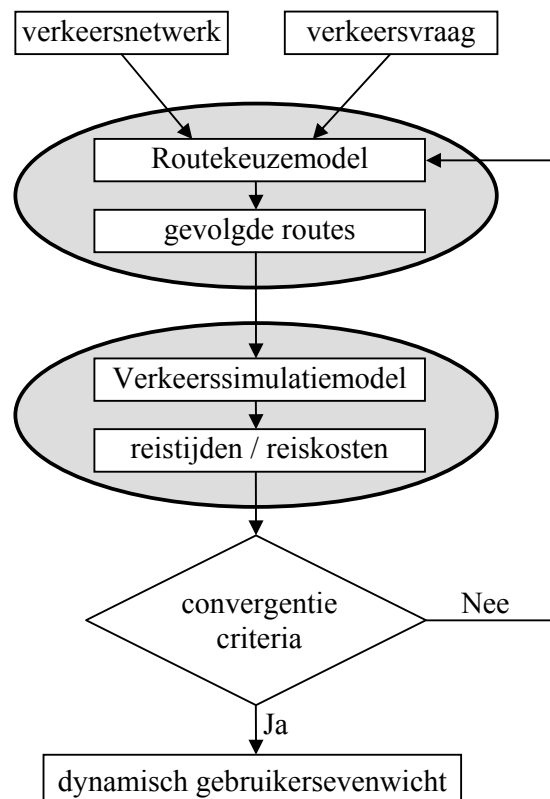 verkeersnetwerk
verkeersvraag
Routekeuzemodel
gevolgde routes
Verkeerssimulatiemodel
reistijden / reiskosten
convergentie
criteria
Nee
Ja
dynamisch gebruikersevenwicht